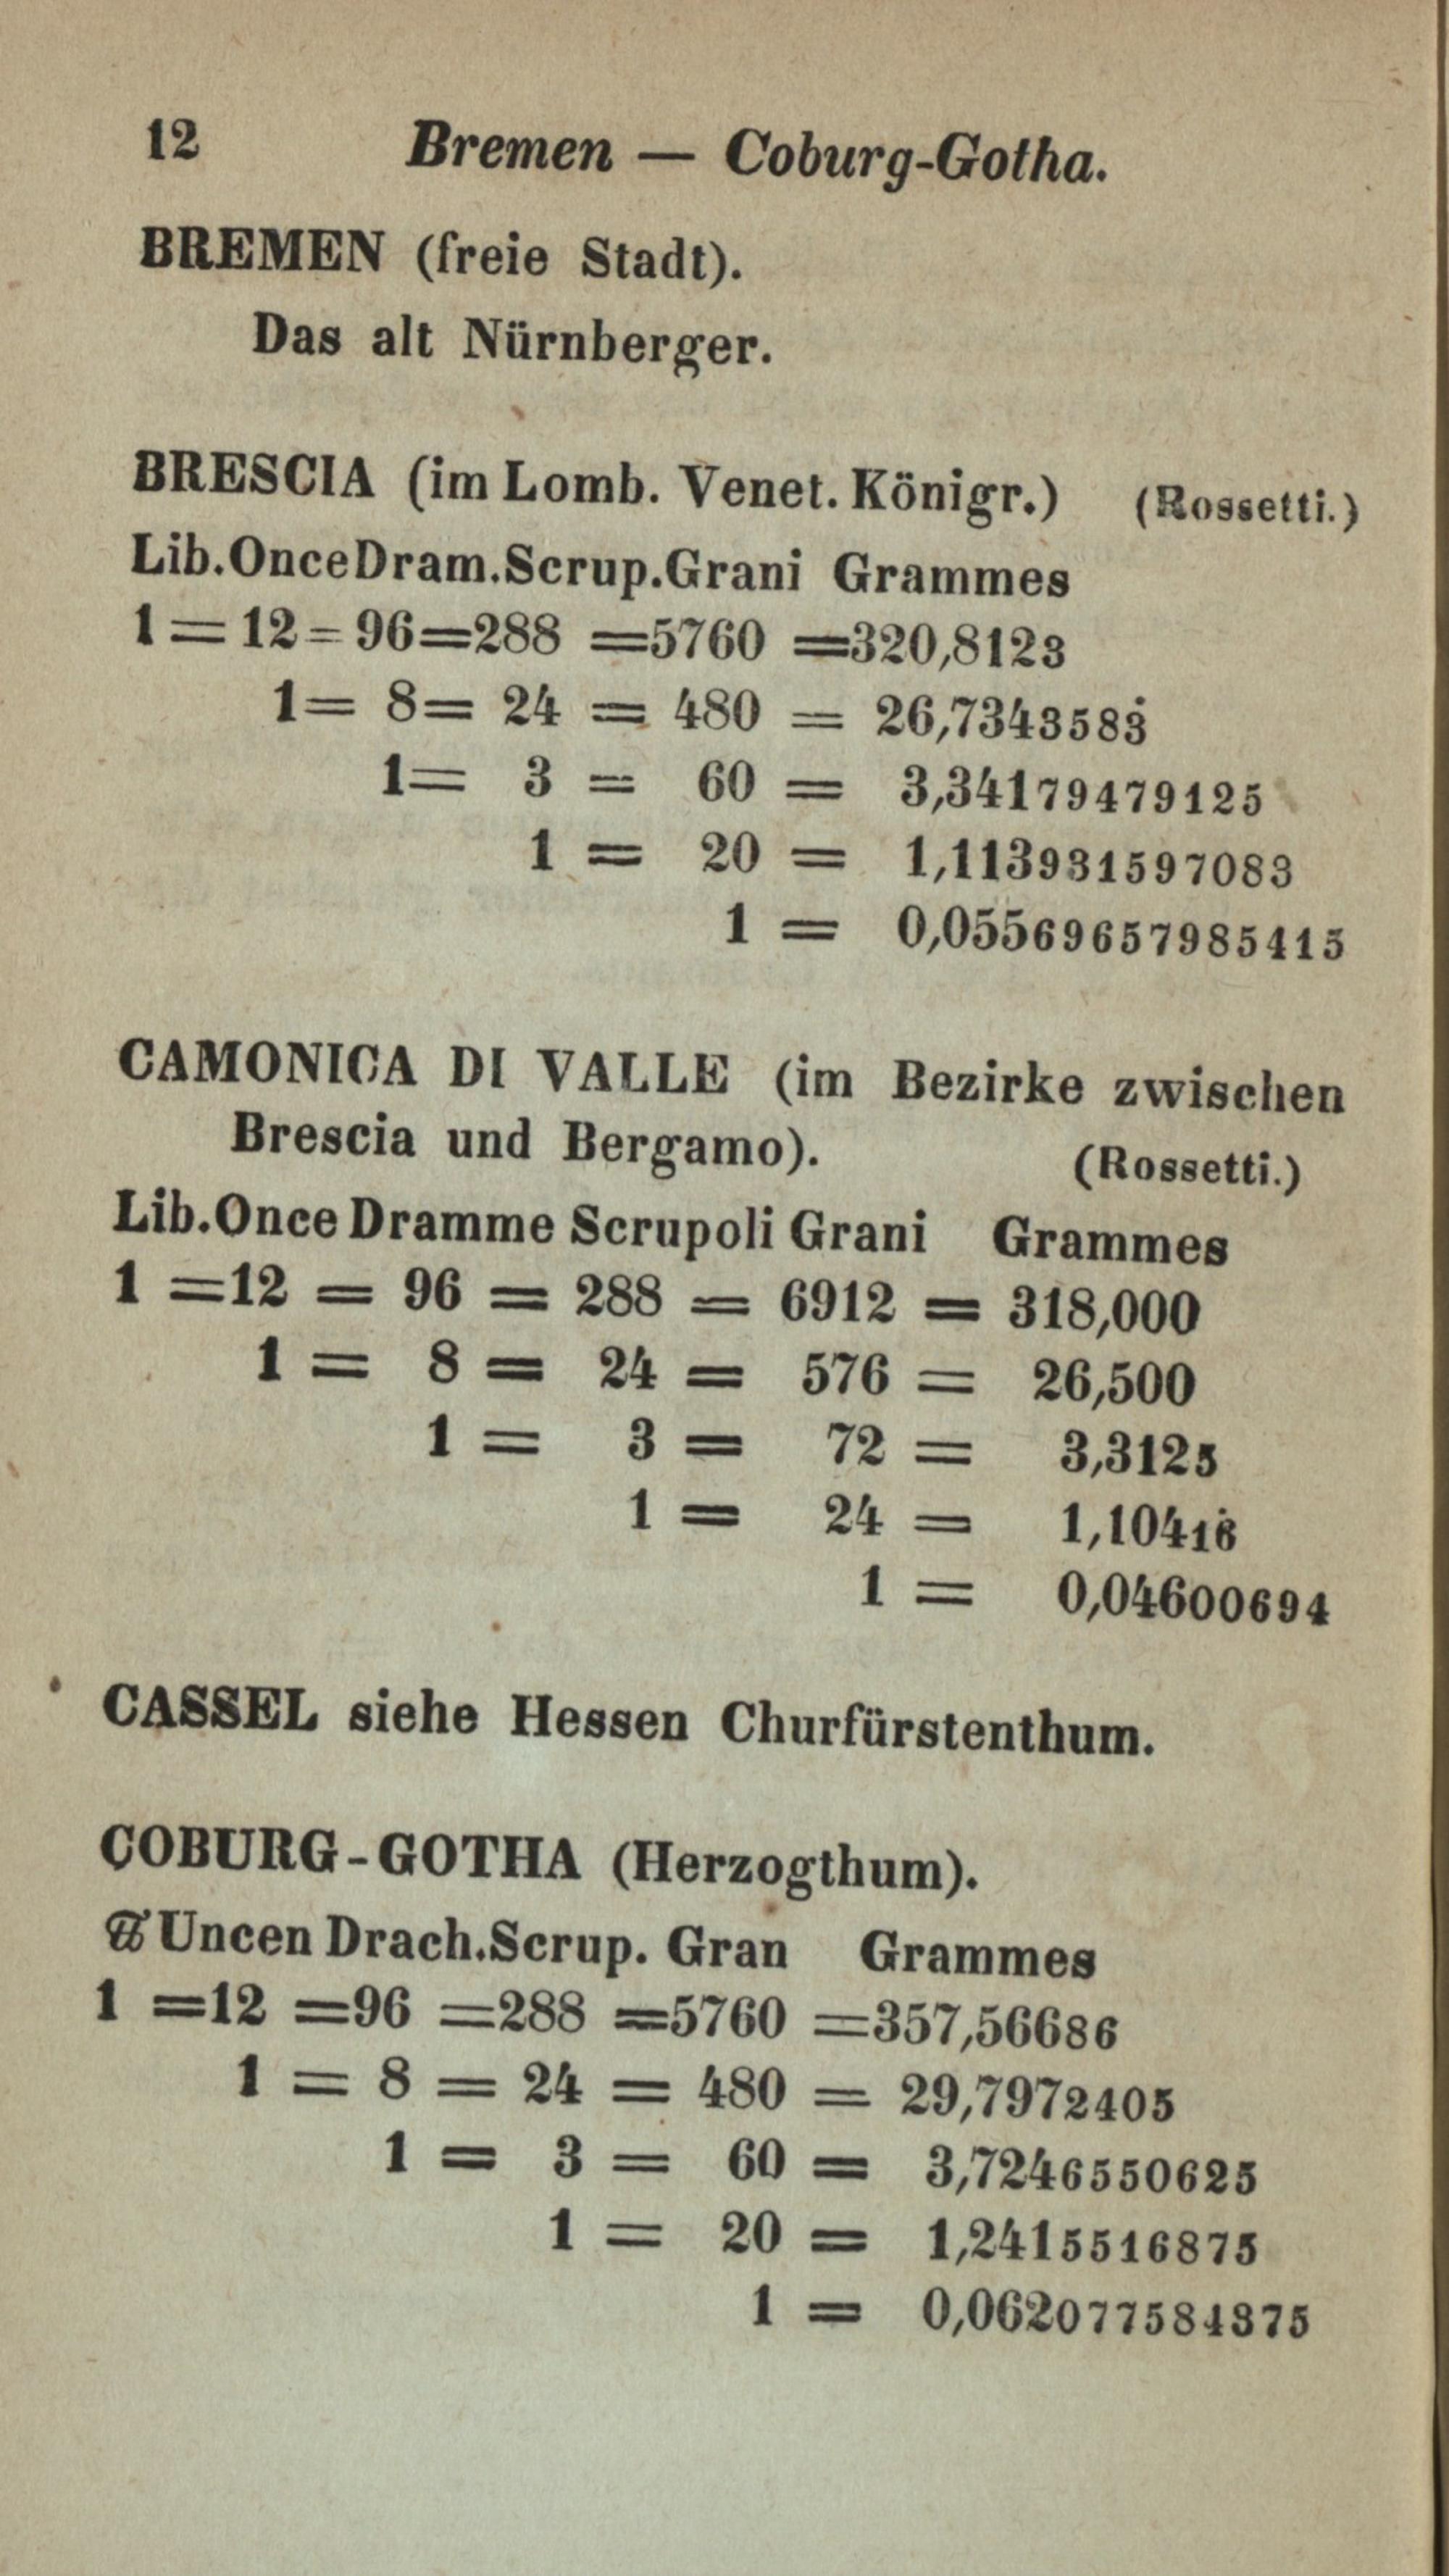 12 Bremen — Coburg-Gotha.
BREMEN (freie Stadt).
Das alt Nürnberger.
BRESCIA (im Lomb. Venet. Königr.) (Rossetti.)
Lib. Once Dram. Scrup. Grani Grammes
1 = 12 = 96 = 288 = 5760 = 320,8123
1 = 8 = 24 = 480 = 26,7343583̇
1 = 3 = 60 = 3,34179479125
1 = 20 = 1,113931597083
1 = 0,05569657985415
CAMONICA DI VALLE (im Bezirke zwischen
Brescia und Bergamo). (Rossetti.)
Lib. Once Dramme Scrupoli Grani Grammes
1 = 12 = 96 = 288 = 6912 = 318,000
1 = 8 = 24 = 576 = 26,500
1 = 3 = 72 = 3,3125
1 = 24 = 1,10416̇
1 = 0,04600694
CASSEL siehe Hessen Churfürstenthum.
COBURG-GOTHA (Herzogthum).
℔ Uncen Drach. Scrup. Gran Grammes
1 = 12 = 96 = 288 = 5760 = 357,56686
1 = 8 = 24 = 480 = 29,7972405
1 = 3 = 60 = 3,7246550625
1 = 20 = 1,2415516875
1 = 0,062077584375